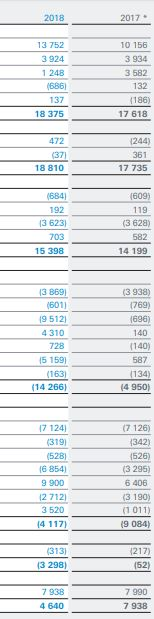 2018 2017 *
13 752 10 156
3 924 3 934
1 248 3 582
(686) 132
137 (186)
18 375 17 618
472 (244)
(37) 361
18 810 17 735
(684) (609)
192 119
(3 623) (3 628)
703 582
15 398 14 199
(3 869) (3 938)
(601) (769)
(9 512) (696)
4 310 140
728 (140)
(5 159) 587
(163) (134)
(14 266) (4 950)
(7 124) (7 126)
(319) (342)
(528) (526)
(6 854) (3 295)
9 900 6 406
(2 712) (3 190)
3 520 (1 011)
(4 117) (9 084)
(313) (217)
(3 298) (52)
7 938 7 990
4 640 7 938